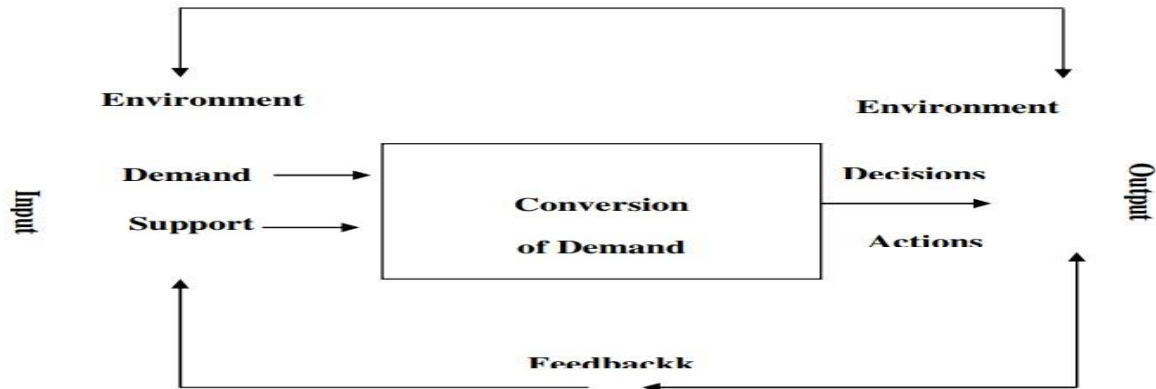 Environment
Environment
Demand
Decisions
Input
Output
Support
Conversion
of Demand
Actions
Feedbackk